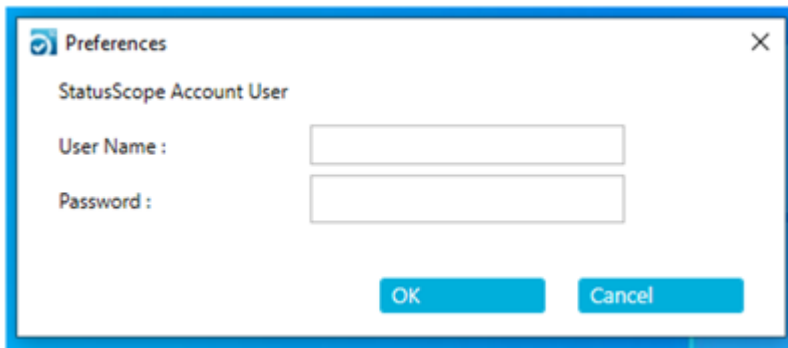 Preferences
StatusScope Account User
User Name :
Password :
OK Cancel